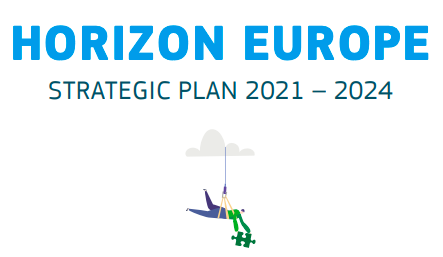 HORIZON EUROPE
STRATEGIC PLAN 2021 – 2024